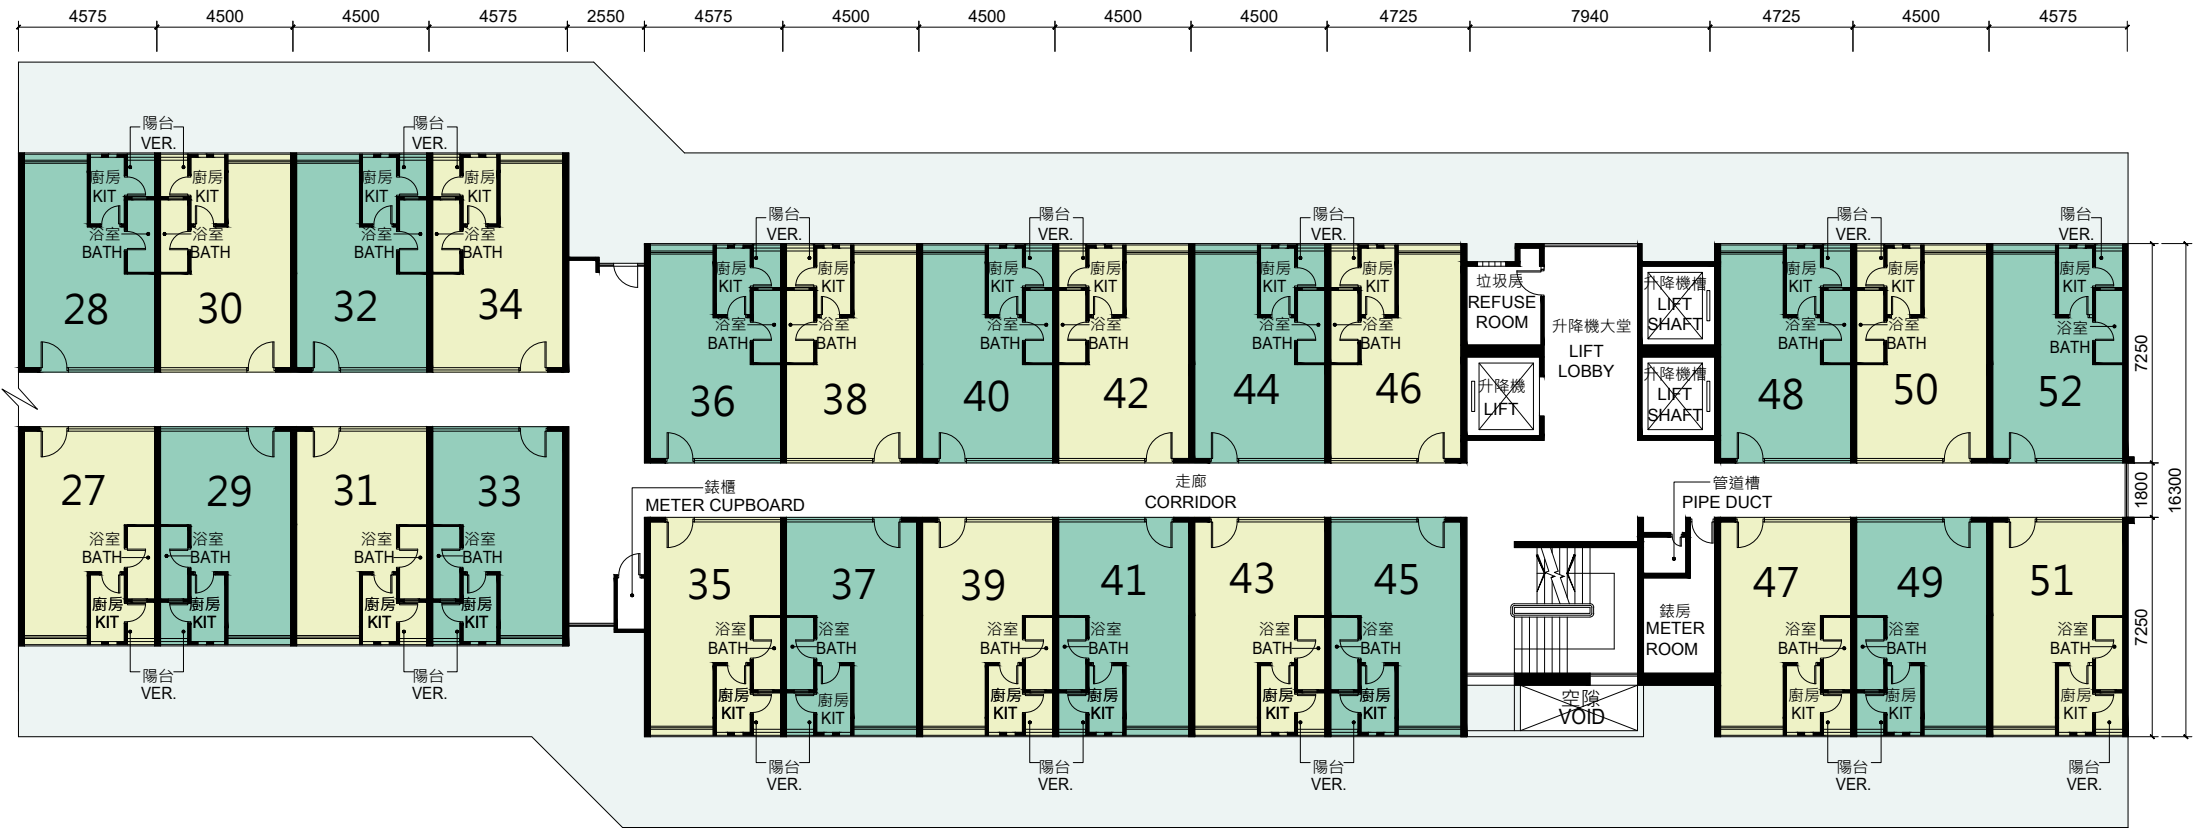 4575 4500 4500 4575 2550 4575 4500 4500 4500 4500 4725 7940 4725 4500 4575
陽台 陽台
VER. VER.
廚房 廚房 廚房 廚房
KIT KIT KIT KIT
陽台 陽台 陽台 陽台 陽台
VER. VER. VER. VER. VER.
浴室 浴室 浴室 浴室
BATH BATH BATH BATH
28 30 32 34
廚房 廚房 廚房 廚房 廚房 廚房 廚房 廚房 廚房
KIT KIT KIT KIT KIT KIT KIT KIT KIT
垃圾房
REFUSE
ROOM
升降機槽
LIFT
SHAFT
浴室 浴室 浴室 浴室 浴室 浴室 浴室 浴室 浴室
BATH BATH BATH BATH BATH BATH BATH BATH BATH
升降機大堂
LIFT
LOBBY
升降機
LIFT
升降機槽
LIFT
SHAFT
36 38 40 42 44 46 48 50 52
7250
1800
16300
7250
27 29 31 33
錶櫃
METER CUPBOARD
走廊
CORRIDOR
管道槽
PIPE DUCT
浴室 浴室 浴室 浴室
BATH BATH BATH BATH
廚房 廚房 廚房 廚房
KIT KIT KIT KIT
35 37 39 41 43 45 47 49 51
錶房
METER
ROOM
浴室 浴室 浴室 浴室 浴室 浴室 浴室 浴室 浴室
BATH BATH BATH BATH BATH BATH BATH BATH BATH
陽台 陽台
VER. VER.
廚房 廚房 廚房 廚房 廚房 廚房 廚房 廚房 廚房
KIT KIT KIT KIT KIT KIT KIT KIT KIT
空隙
VOID
陽台 陽台 陽台 陽台 陽台
VER. VER. VER. VER. VER.